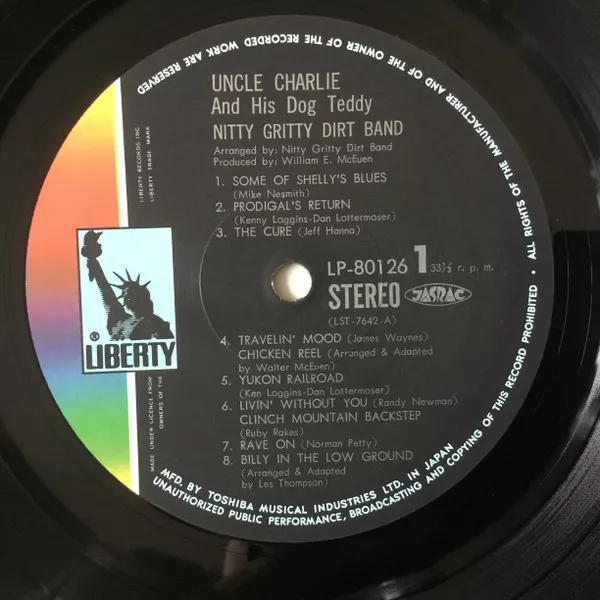 UNCLE CHARLIE
And His Dog Teddy
NITTY GRITTY DIRT BAND
Arranged by: Nitty Gritty Dirt Band
Produced by: William E. McEuen
1. SOME OF SHELLY'S BLUES
(Mike Nesmith)
2. PRODIGAL'S RETURN
(Kenny Loggins-Dan Lottermoser)
3. THE CURE (Jeff Hanna)
LP-80126 1 33⅓ r. p. m.
STEREO JASRAC
(LST-7642-A)
4. TRAVELIN' MOOD (James Waynes)
CHICKEN REEL (Arranged & Adapted
by Walter McEuen)
5. YUKON RAILROAD
(Ken Loggins-Dan Lottermoser)
6. LIVIN' WITHOUT YOU (Randy Newman)
CLINCH MOUNTAIN BACKSTEP
(Ruby Rakes)
7. RAVE ON (Norman Petty)
8. BILLY IN THE LOW GROUND
(Arranged & Adapted
by Les Thompson)
LIBERTY
LIBERTY RECORDS INC.
LIBERTY TRADE MARK
MADE UNDER LICENCE FROM
OWNERS OF THE
MFD. BY TOSHIBA MUSICAL INDUSTRIES LTD. IN JAPAN
ALL RIGHTS OF THE MANUFACTURER AND OF THE OWNER OF THE RECORDED WORK ARE RESERVED
UNAUTHORIZED PUBLIC PERFORMANCE, BROADCASTING AND COPYING OF THIS RECORD PROHIBITED •